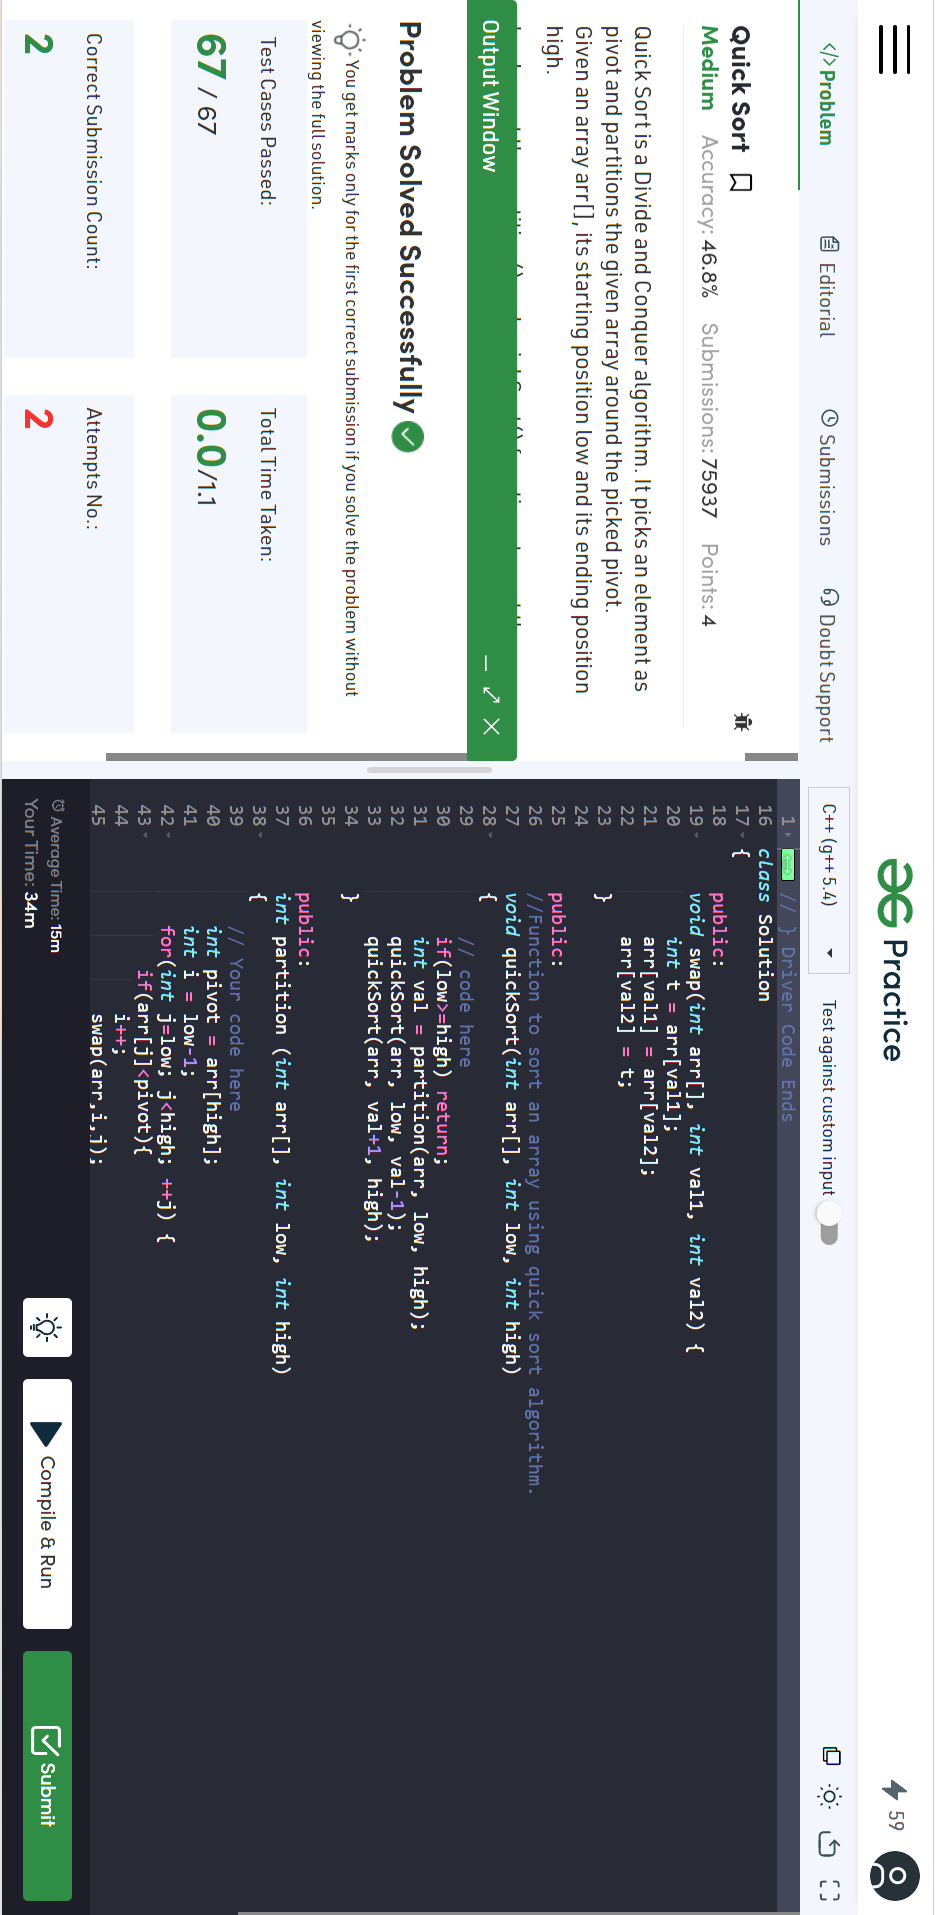 Practice
59
</> Problem
Editorial
Submissions
Doubt Support
C++ (g++ 5.4)
Test against custom input
Quick Sort
Medium Accuracy: 46.8% Submissions: 75937 Points: 4
Quick Sort is a Divide and Conquer algorithm. It picks an element as
pivot and partitions the given array around the picked pivot.
Given an array arr[], its starting position low and its ending position
high.
Output Window
Problem Solved Successfully
You get marks only for the first correct submission if you solve the problem without
viewing the full solution.
Test Cases Passed:
67 / 67
Total Time Taken:
0.0/1.1
Correct Submission Count:
2
Attempts No.:
2
1 // } Driver Code Ends
16 class Solution
17 {
18 public:
19 void swap(int arr[], int val1, int val2) {
20 int t = arr[val1];
21 arr[val1] = arr[val2];
22 arr[val2] = t;
23 }
24
25 public:
26 //Function to sort an array using quick sort algorithm.
27 void quickSort(int arr[], int low, int high)
28 {
29 // code here
30 if(low>=high) return;
31 int val = partition(arr, low, high);
32 quickSort(arr, low, val-1);
33 quickSort(arr, val+1, high);
34 }
35
36 public:
37 int partition (int arr[], int low, int high)
38 {
39 // Your code here
40 int pivot = arr[high];
41 int i = low-1;
42 for(int j=low; j<high; ++j) {
43 if(arr[j]<pivot){
44 i++;
45 swap(arr,i,j);
Average Time: 15m
Your Time: 34m
Compile & Run
Submit